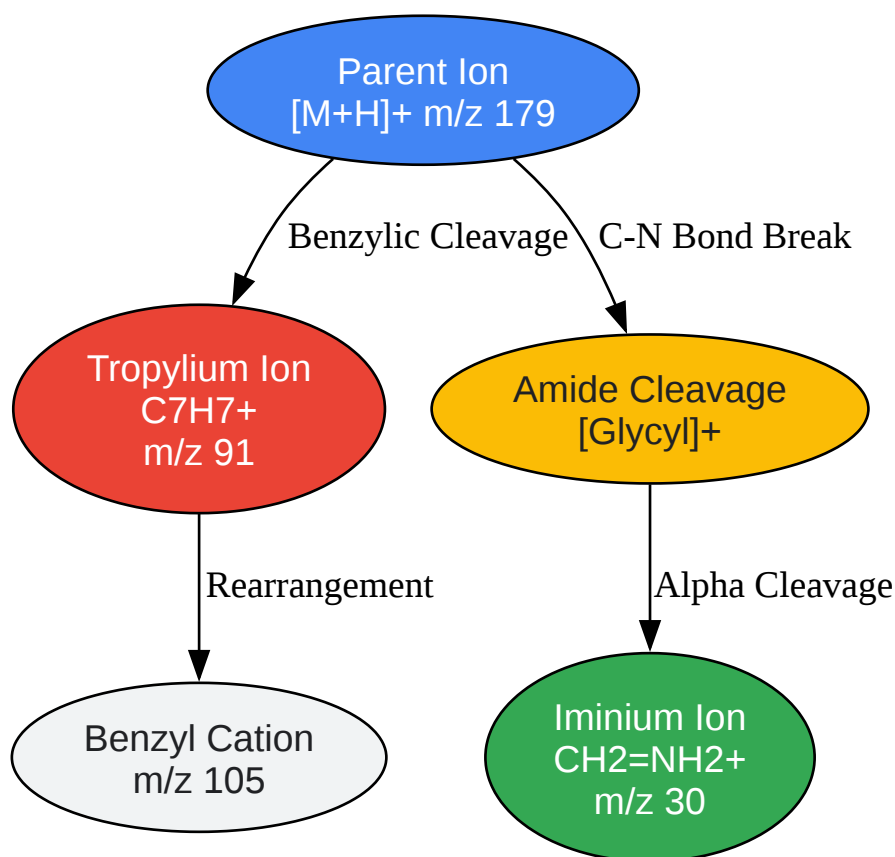 Parent Ion
[M+H]+ m/z 179
Benzylic Cleavage
C-N Bond Break
Tropylium Ion
C7H7+
m/z 91
Amide Cleavage
[Glycyl]+
Rearrangement
Alpha Cleavage
Benzyl Cation
m/z 105
Iminium Ion
CH2=NH2+
m/z 30